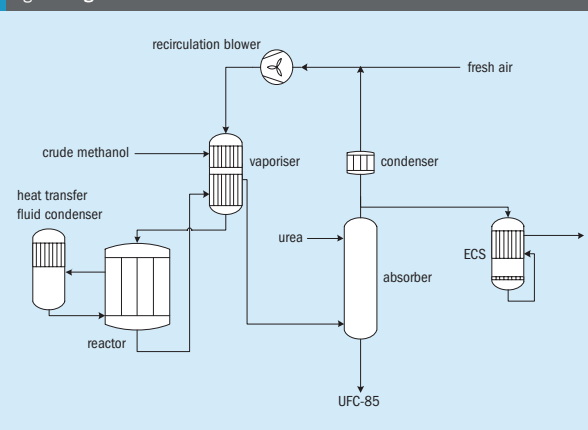 recirculation blower
fresh air
crude methanol
vaporiser
condenser
heat transfer
fluid condenser
urea
ECS
absorber
reactor
UFC-85